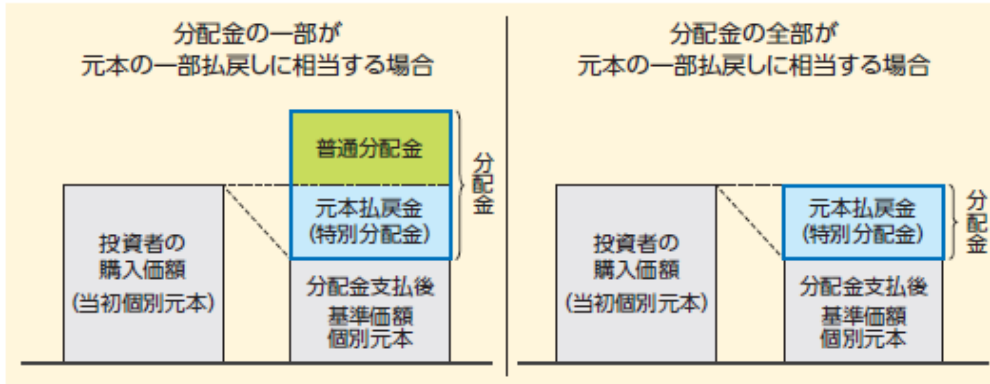 分配金の一部が
元本の一部払戻しに相当する場合
普通分配金
元本払戻金
(特別分配金)
分配金
投資者の
購入価額
(当初個別元本)
分配金支払後
基準価額
個別元本
分配金の全部が
元本の一部払戻しに相当する場合
元本払戻金
(特別分配金)
分配金
投資者の
購入価額
(当初個別元本)
分配金支払後
基準価額
個別元本